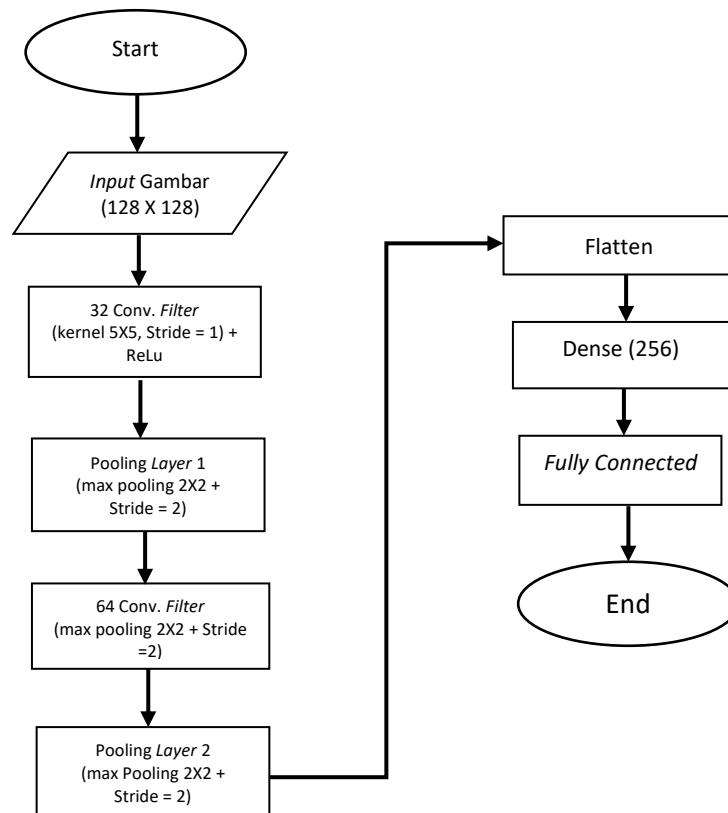 Start
Input Gambar
(128 X 128)
32 Conv. Filter
(kernel 5X5, Stride = 1) +
ReLu
Pooling Layer 1
(max pooling 2X2 +
Stride = 2)
64 Conv. Filter
(max pooling 2X2 + Stride
=2)
Pooling Layer 2
(max Pooling 2X2 +
Stride = 2)
Flatten
Dense (256)
Fully Connected
End